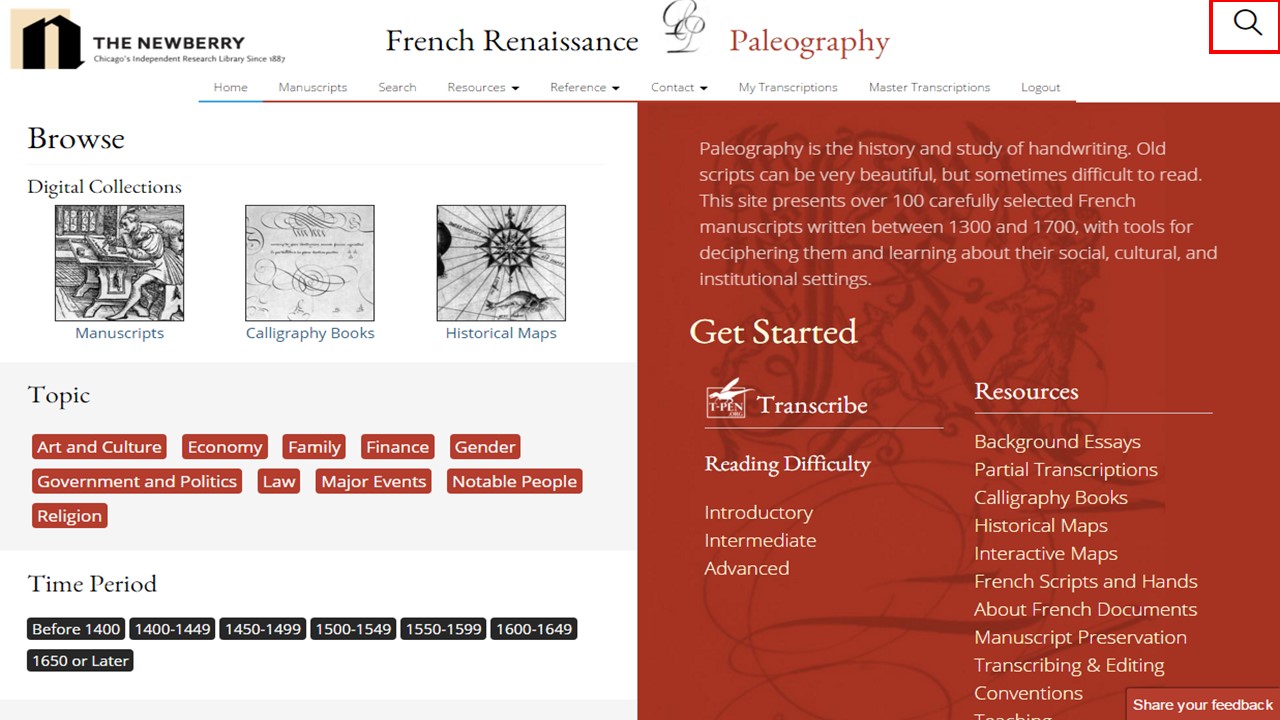 THE NEWBERRY
Chicago's Independent Research Library Since 1887
French Renaissance Paleography
Home Manuscripts Search Resources Reference Contact My Transcriptions Master Transcriptions Logout
Browse
Digital Collections
Manuscripts Calligraphy Books Historical Maps
Topic
Art and Culture Economy Family Finance Gender
Government and Politics Law Major Events Notable People
Religion
Time Period
Before 1400 1400-1449 1450-1499 1500-1549 1550-1599 1600-1649
1650 or Later
Paleography is the history and study of handwriting. Old
scripts can be very beautiful, but sometimes difficult to read.
This site presents over 100 carefully selected French
manuscripts written between 1300 and 1700, with tools for
deciphering them and learning about their social, cultural, and
institutional settings.
Get Started
T-PEN
.ORG
Transcribe
Reading Difficulty
Introductory
Intermediate
Advanced
Resources
Background Essays
Partial Transcriptions
Calligraphy Books
Historical Maps
Interactive Maps
French Scripts and Hands
About French Documents
Manuscript Preservation
Transcribing & Editing
Conventions
Teaching
Share your feedback